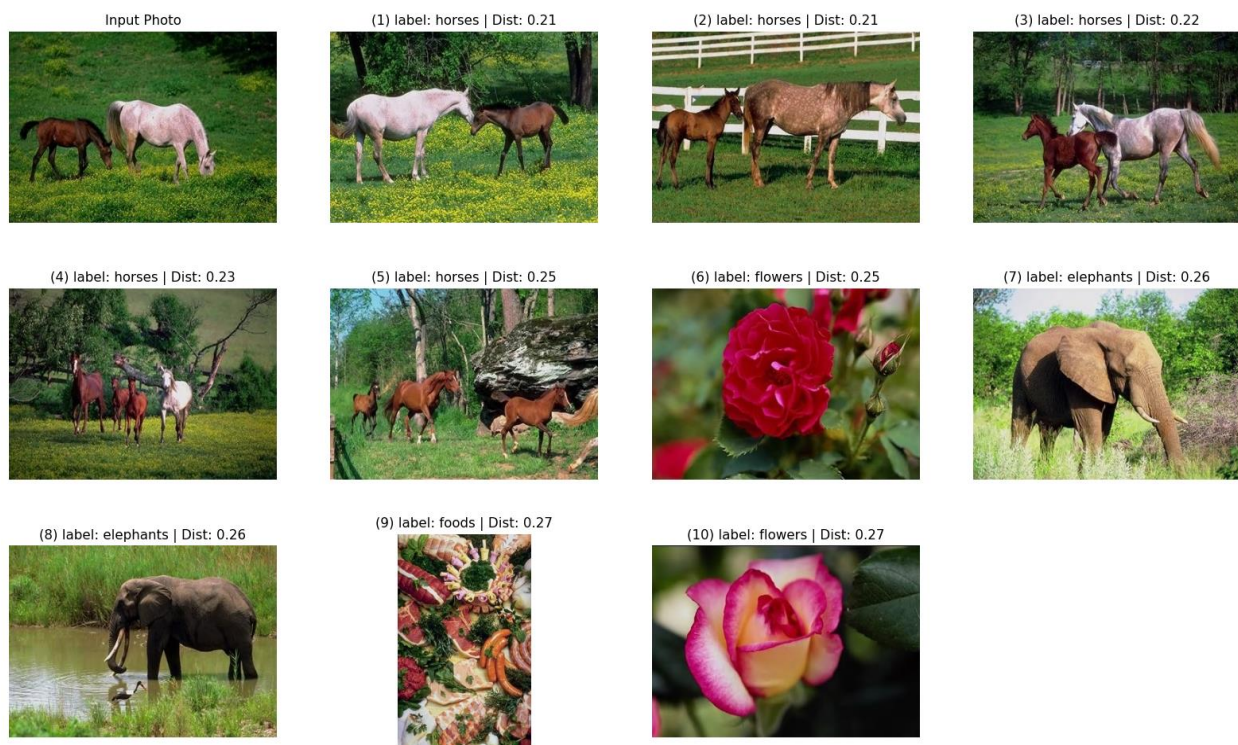 Input Photo
(1) label: horses | Dist: 0.21
(2) label: horses | Dist: 0.21
(3) label: horses | Dist: 0.22
(4) label: horses | Dist: 0.23
(5) label: horses | Dist: 0.25
(6) label: flowers | Dist: 0.25
(7) label: elephants | Dist: 0.26
(8) label: elephants | Dist: 0.26
(9) label: foods | Dist: 0.27
(10) label: flowers | Dist: 0.27